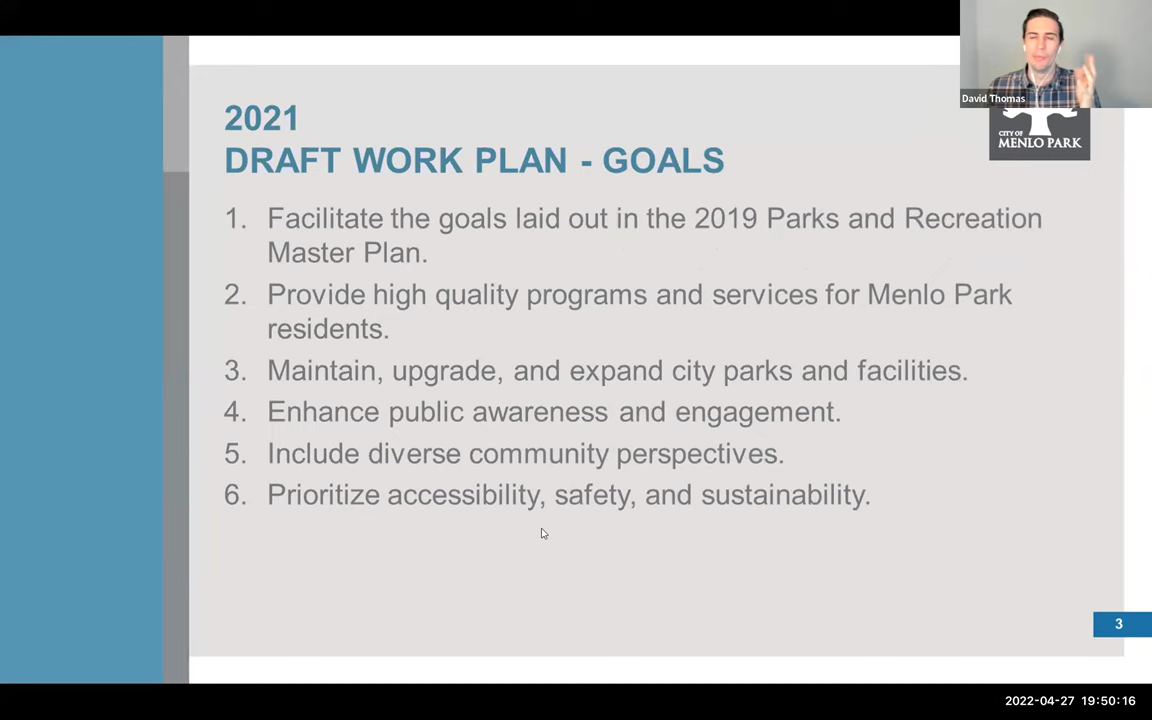 David Thomas
CITY OF
MENLO PARK
2021
DRAFT WORK PLAN - GOALS
1. Facilitate the goals laid out in the 2019 Parks and Recreation
Master Plan.
2. Provide high quality programs and services for Menlo Park
residents.
3. Maintain, upgrade, and expand city parks and facilities.
4. Enhance public awareness and engagement.
5. Include diverse community perspectives.
6. Prioritize accessibility, safety, and sustainability.
3
2022-04-27 19:50:16